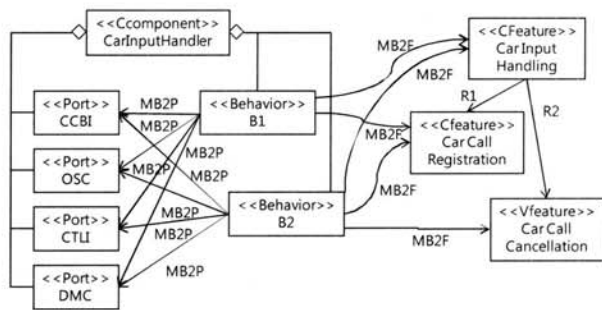 <<Ccomponent>>
CarInputHandler
<<CFeature>>
Car Input
Handling
MB2F
MB2F
<<Port>>
CCBI
MB2P
MB2P
<<Behavior>>
B1
R1
R2
MB2F
<<Cfeature>>
Car Call
Registration
<<Port>>
OSC
MB2P
MB2P
MB2F
<<Port>>
CTLI
MB2P
MB2P
<<Behavior>>
B2
MB2F
<<Vfeature>>
Car Call
Cancellation
<<Port>>
DMC
MB2P